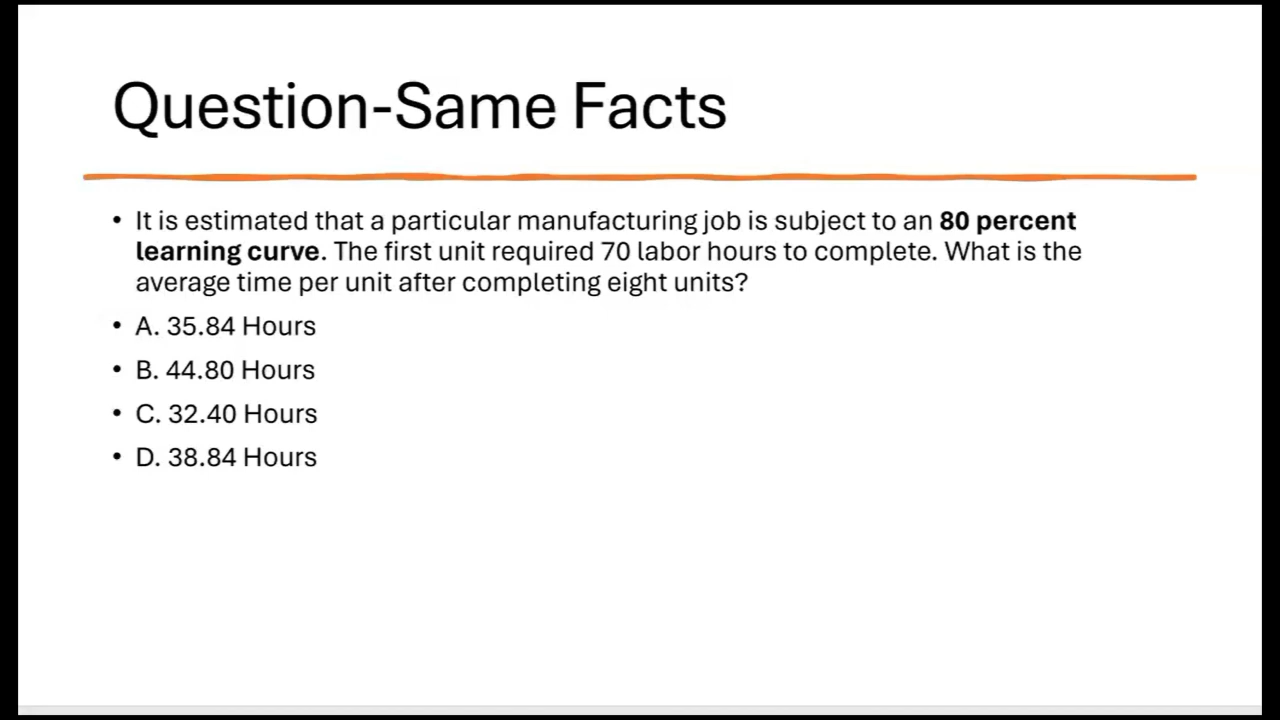 Question-Same Facts
• It is estimated that a particular manufacturing job is subject to an 80 percent
learning curve. The first unit required 70 labor hours to complete. What is the
average time per unit after completing eight units?
• A. 35.84 Hours
• B. 44.80 Hours
• C. 32.40 Hours
• D. 38.84 Hours